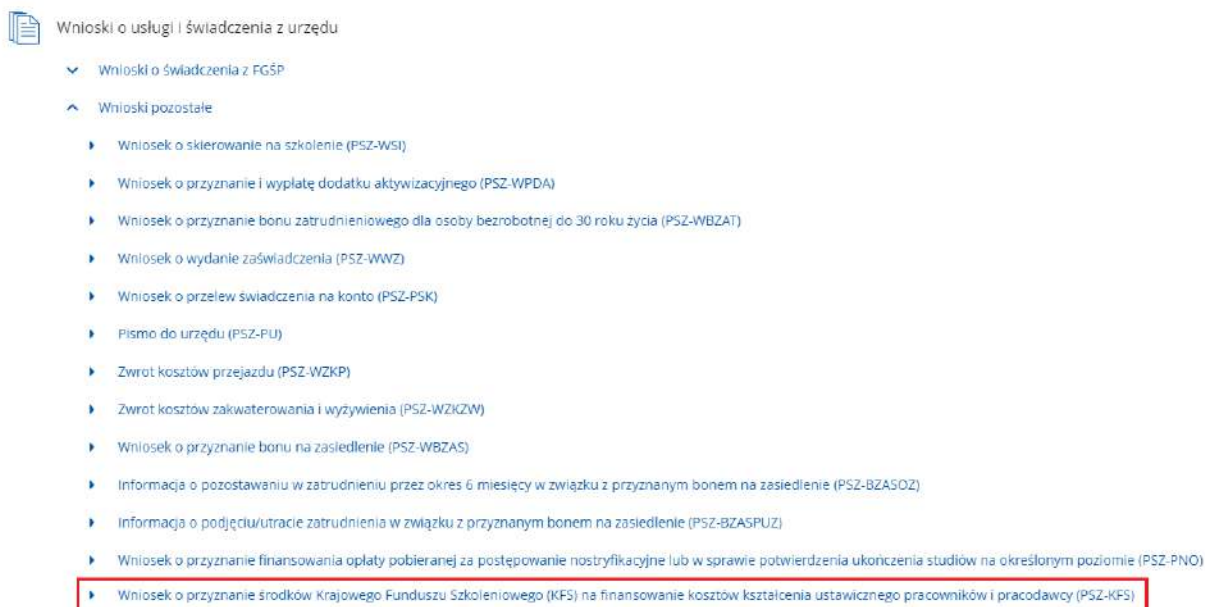 Wnioski o usługi i świadczenia z urzędu
Wnioski o świadczenia z FGŚP
Wnioski pozostałe
Wniosek o skierowanie na szkolenie (PSZ-WSI)
Wniosek o przyznanie i wypłatę dodatku aktywizacyjnego (PSZ-WPDA)
Wniosek o przyznanie bonu zatrudnieniowego dla osoby bezrobotnej do 30 roku życia (PSZ-WBZAT)
Wniosek o wydanie zaświadczenia (PSZ-WWZ)
Wniosek o przelew świadczenia na konto (PSZ-PSK)
Pismo do urzędu (PSZ-PU)
Zwrot kosztów przejazdu (PSZ-WZKP)
Zwrot kosztów zakwaterowania i wyżywienia (PSZ-WZKZW)
Wniosek o przyznanie bonu na zasiedlenie (PSZ-WBZAS)
Informacja o pozostawaniu w zatrudnieniu przez okres 6 miesięcy w związku z przyznanym bonem na zasiedlenie (PSZ-BZASOZ)
Informacja o podjęciu/utracie zatrudnienia w związku z przyznanym bonem na zasiedlenie (PSZ-BZASPUZ)
Wniosek o przyznanie finansowania opłaty pobieranej za postępowanie nostryfikacyjne lub w sprawie potwierdzenia ukończenia studiów na określonym poziomie (PSZ-PNO)
Wniosek o przyznanie środków Krajowego Funduszu Szkoleniowego (KFS) na finansowanie kosztów kształcenia ustawicznego pracowników i pracodawcy (PSZ-KFS)